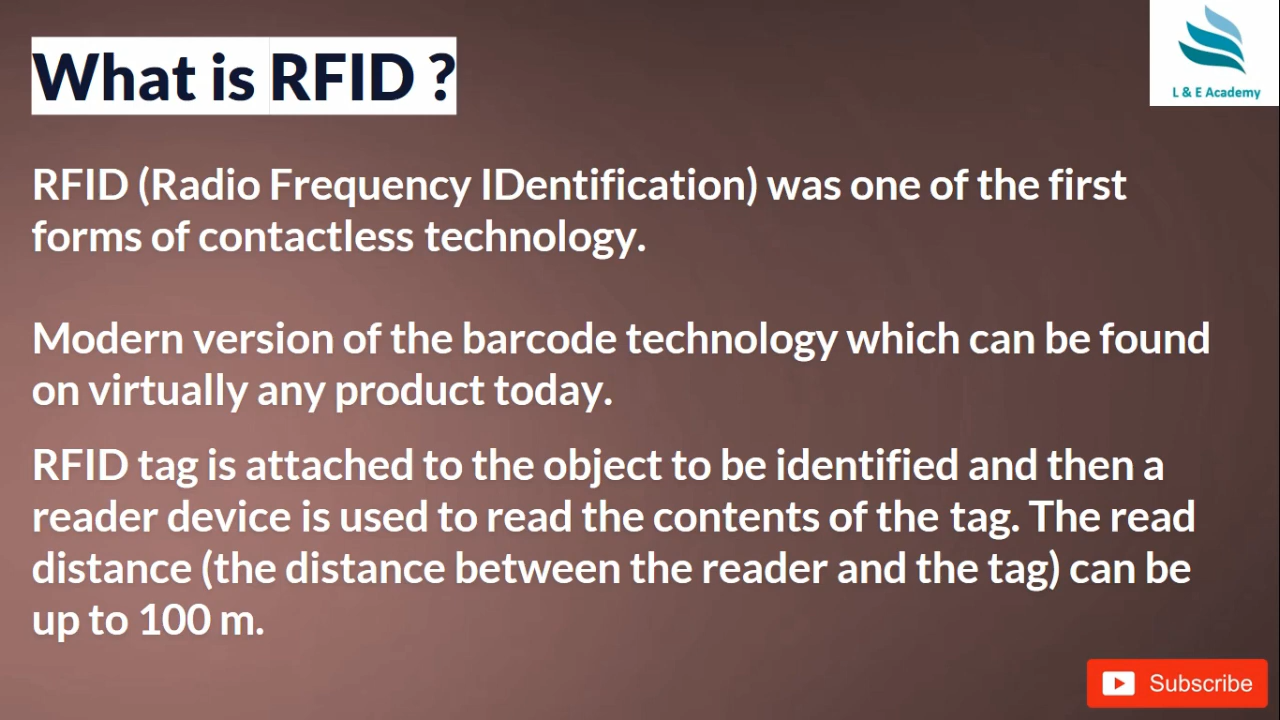 What is RFID ?
L & E Academy
RFID (Radio Frequency IDentification) was one of the first
forms of contactless technology.
Modern version of the barcode technology which can be found
on virtually any product today.
RFID tag is attached to the object to be identified and then a
reader device is used to read the contents of the tag. The read
distance (the distance between the reader and the tag) can be
up to 100 m.
Subscribe